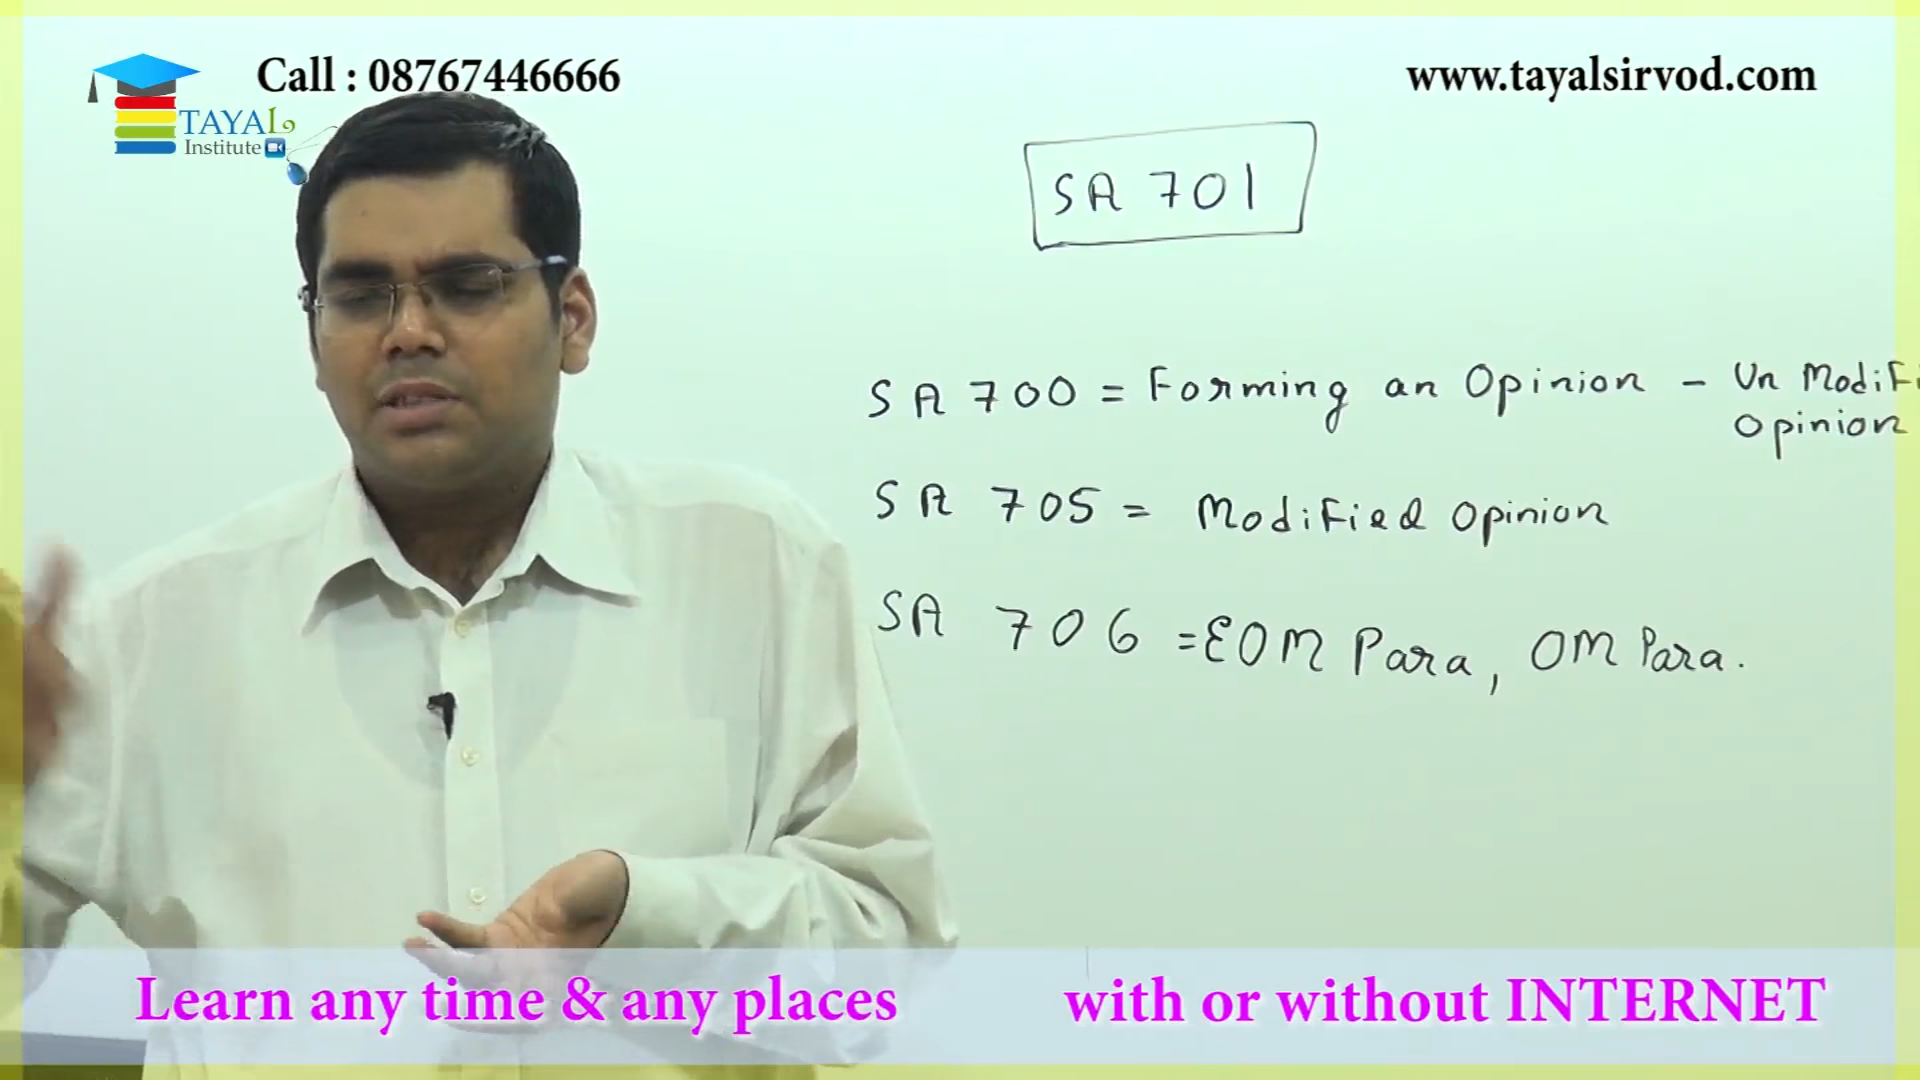 Call : 08767446666
www.tayalsirvod.com
TAYAL
Institute
SA 701
SA 700 = Forming an Opinion - Un Modifi
Opinion
SA 705 = Modified Opinion
SA 706 = EOM Para, OM Para.
Learn any time & any places
with or without INTERNET